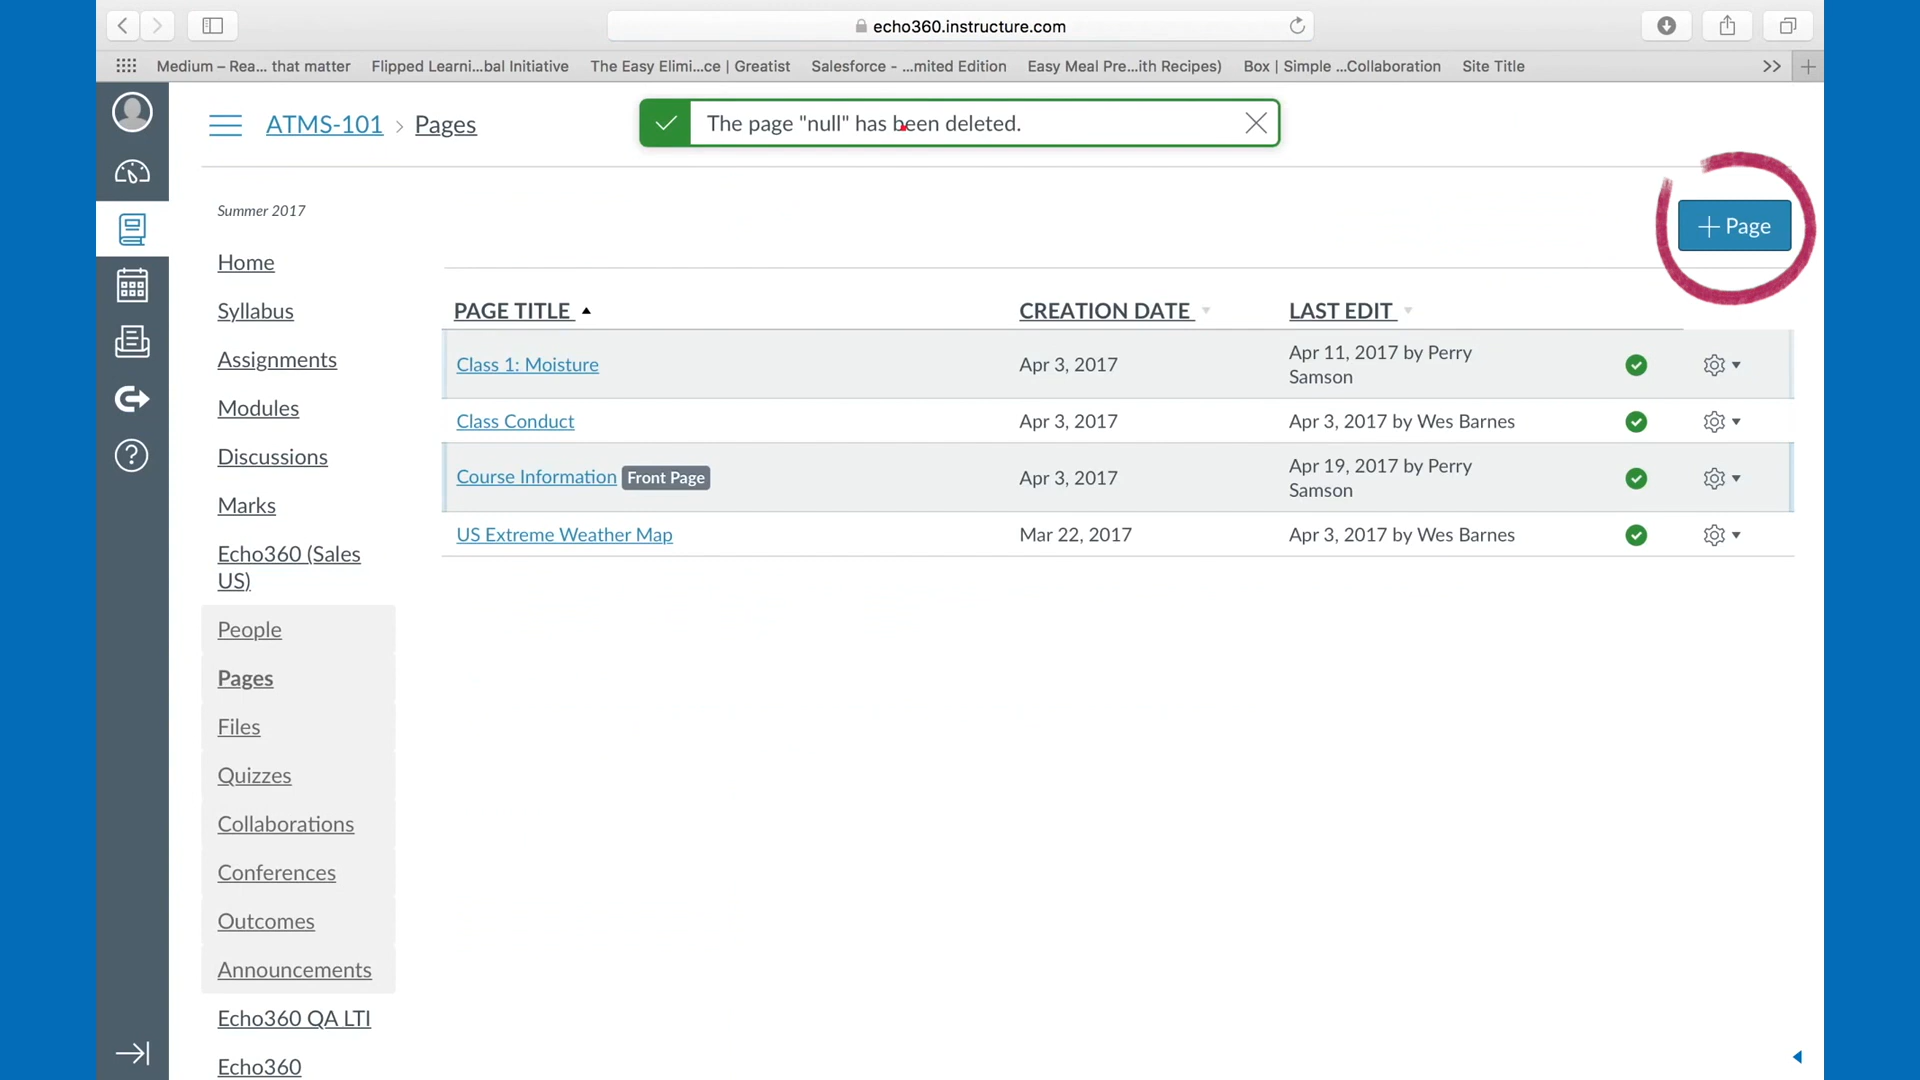 echo360.instructure.com
Medium – Rea... that matter
Flipped Learni...bal Initiative
The Easy Elimi...ce | Greatist
Salesforce - ...mited Edition
Easy Meal Pre...ith Recipes)
Box | Simple ...Collaboration
Site Title
ATMS-101 › Pages
The page "null" has been deleted.
Summer 2017
+ Page
Home
Syllabus
Assignments
Modules
Discussions
Marks
Echo360 (Sales
US)
People
Pages
Files
Quizzes
Collaborations
Conferences
Outcomes
Announcements
Echo360 QA LTI
Echo360
PAGE TITLE CREATION DATE LAST EDIT
Class 1: Moisture Apr 3, 2017 Apr 11, 2017 by Perry
Samson
Class Conduct Apr 3, 2017 Apr 3, 2017 by Wes Barnes
Course Information Front Page Apr 3, 2017 Apr 19, 2017 by Perry
Samson
US Extreme Weather Map Mar 22, 2017 Apr 3, 2017 by Wes Barnes